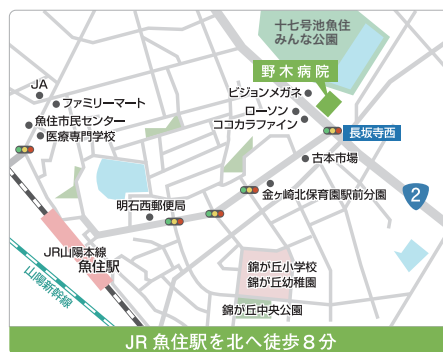 十七号池魚住
みんな公園
野木病院
ビジョンメガネ
ローソン
ココカラファイン
長坂寺西
古本市場
JA
ファミリーマート
魚住市民センター
医療専門学校
金ヶ崎北保育園駅前分園
2
明石西郵便局
JR山陽本線
魚住駅
山陽新幹線
錦が丘小学校
錦が丘幼稚園
錦が丘中央公園
JR 魚住駅を北へ徒歩8分